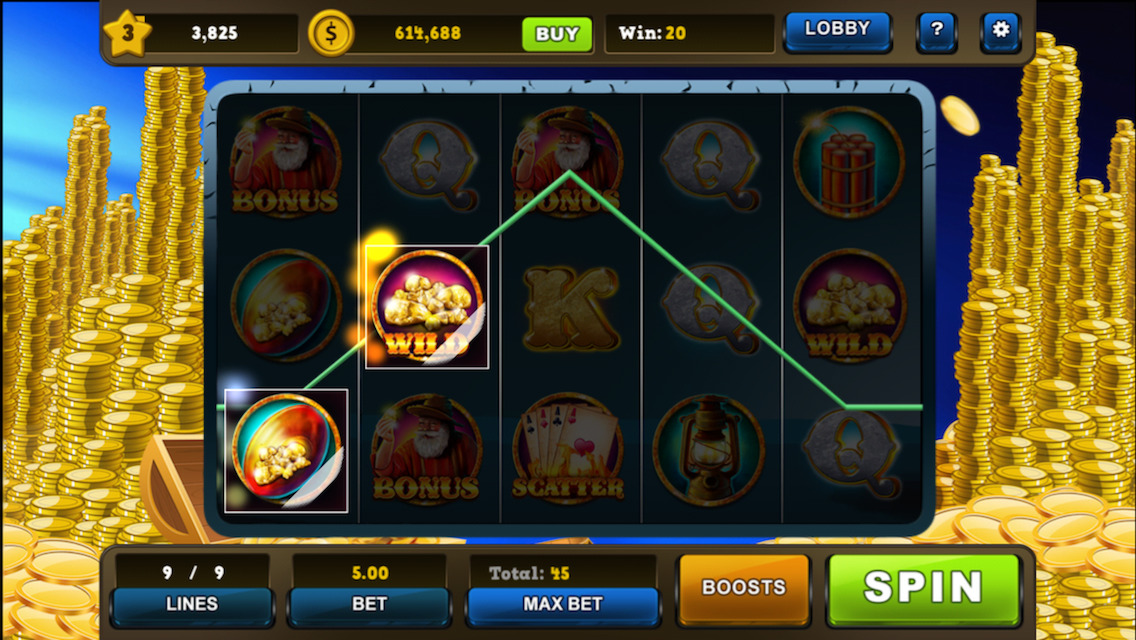 3
3,825
$
614,688
BUY
Win: 20
LOBBY
?
BONUS
Q
BONUS
Q
WILD
K
Q
WILD
BONUS
A A A A
SCATTER
Q
9 / 9
LINES
5.00
BET
Total: 45
MAX BET
BOOSTS
SPIN